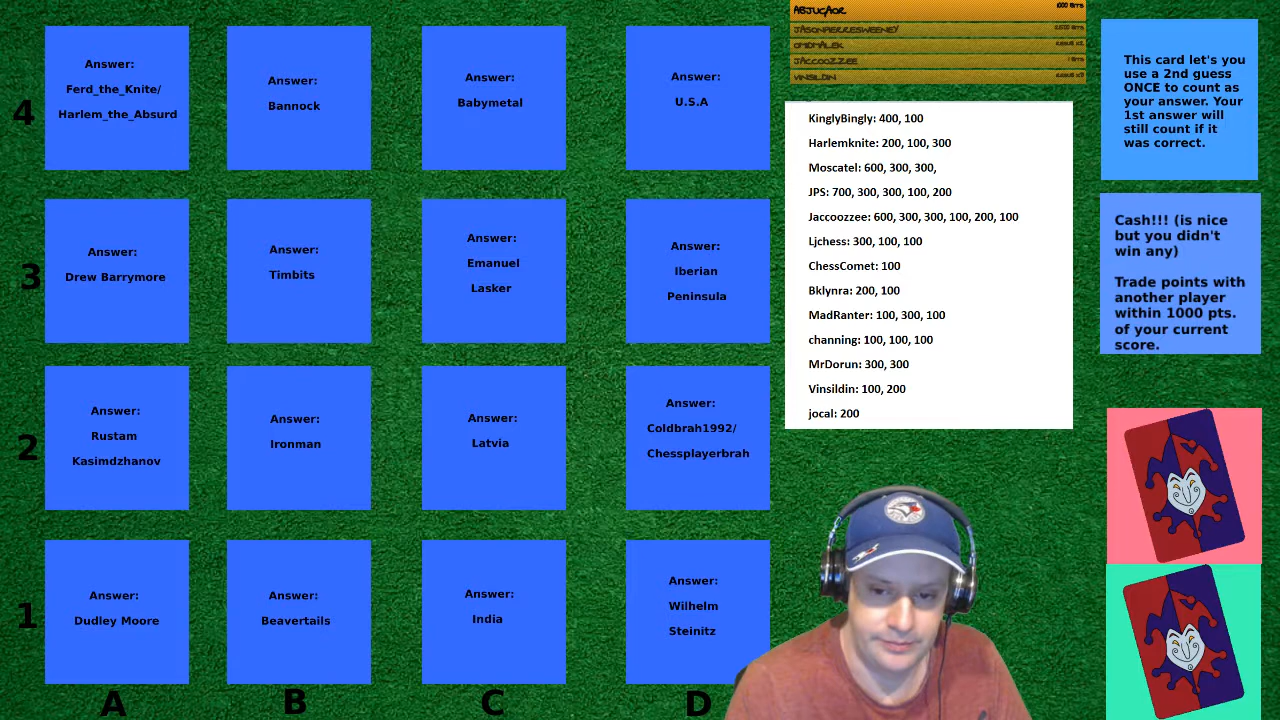 4
Answer:
Ferd_the_Knite/
Harlem_the_Absurd
Answer:
Bannock
Answer:
Babymetal
Answer:
U.S.A
3
Answer:
Drew Barrymore
Answer:
Timbits
Answer:
Emanuel
Lasker
Answer:
Iberian
Peninsula
2
Answer:
Rustam
Kasimdzhanov
Answer:
Ironman
Answer:
Latvia
Answer:
Coldbrah1992/
Chessplayerbrah
1
Answer:
Dudley Moore
Answer:
Beavertails
Answer:
India
Answer:
Wilhelm
Steinitz
A B C D
ABJUCAOR
JASONPIERRESWEENEY
OMIDMALEK
JACCOOZZEE
VINSILDIN
KinglyBingly: 400, 100
Harlemknite: 200, 100, 300
Moscatel: 600, 300, 300,
JPS: 700, 300, 300, 100, 200
Jaccoozzee: 600, 300, 300, 100, 200, 100
Ljchess: 300, 100, 100
ChessComet: 100
Bklynra: 200, 100
MadRanter: 100, 300, 100
channing: 100, 100, 100
MrDorun: 300, 300
Vinsildin: 100, 200
jocal: 200
This card let's you
use a 2nd guess
ONCE to count as
your answer. Your
1st answer will
still count if it
was correct.
Cash!!! (is nice
but you didn't
win any)
Trade points with
another player
within 1000 pts.
of your current
score.